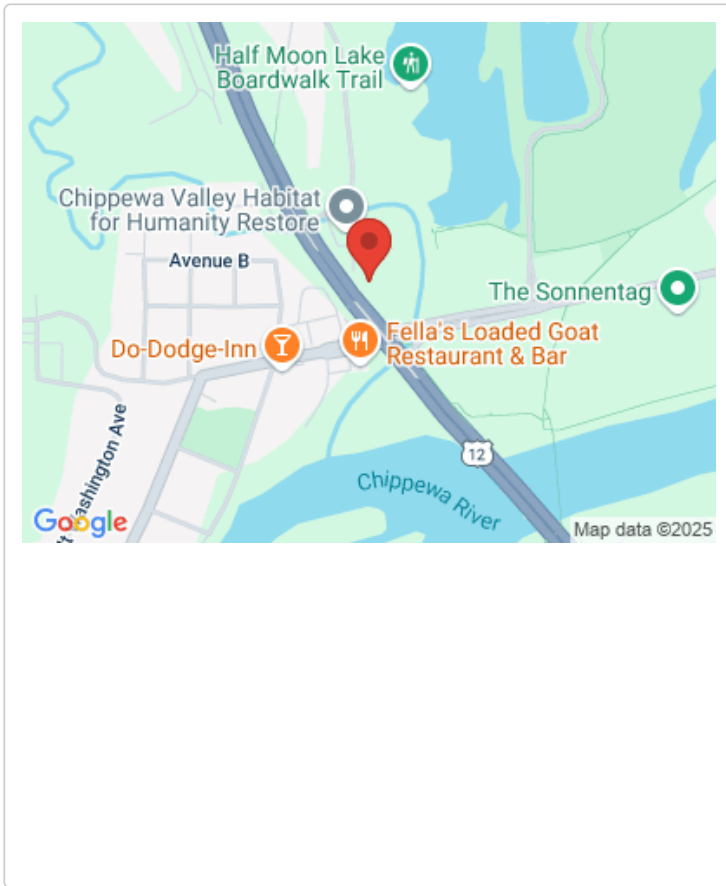 Half Moon Lake
Boardwalk Trail
Chippewa Valley Habitat
for Humanity Restore
Avenue B
The Sonnentag
Do-Dodge-Inn
Fella's Loaded Goat
Restaurant & Bar
12
Chippewa River
ashington Ave
Google
Map data ©2025